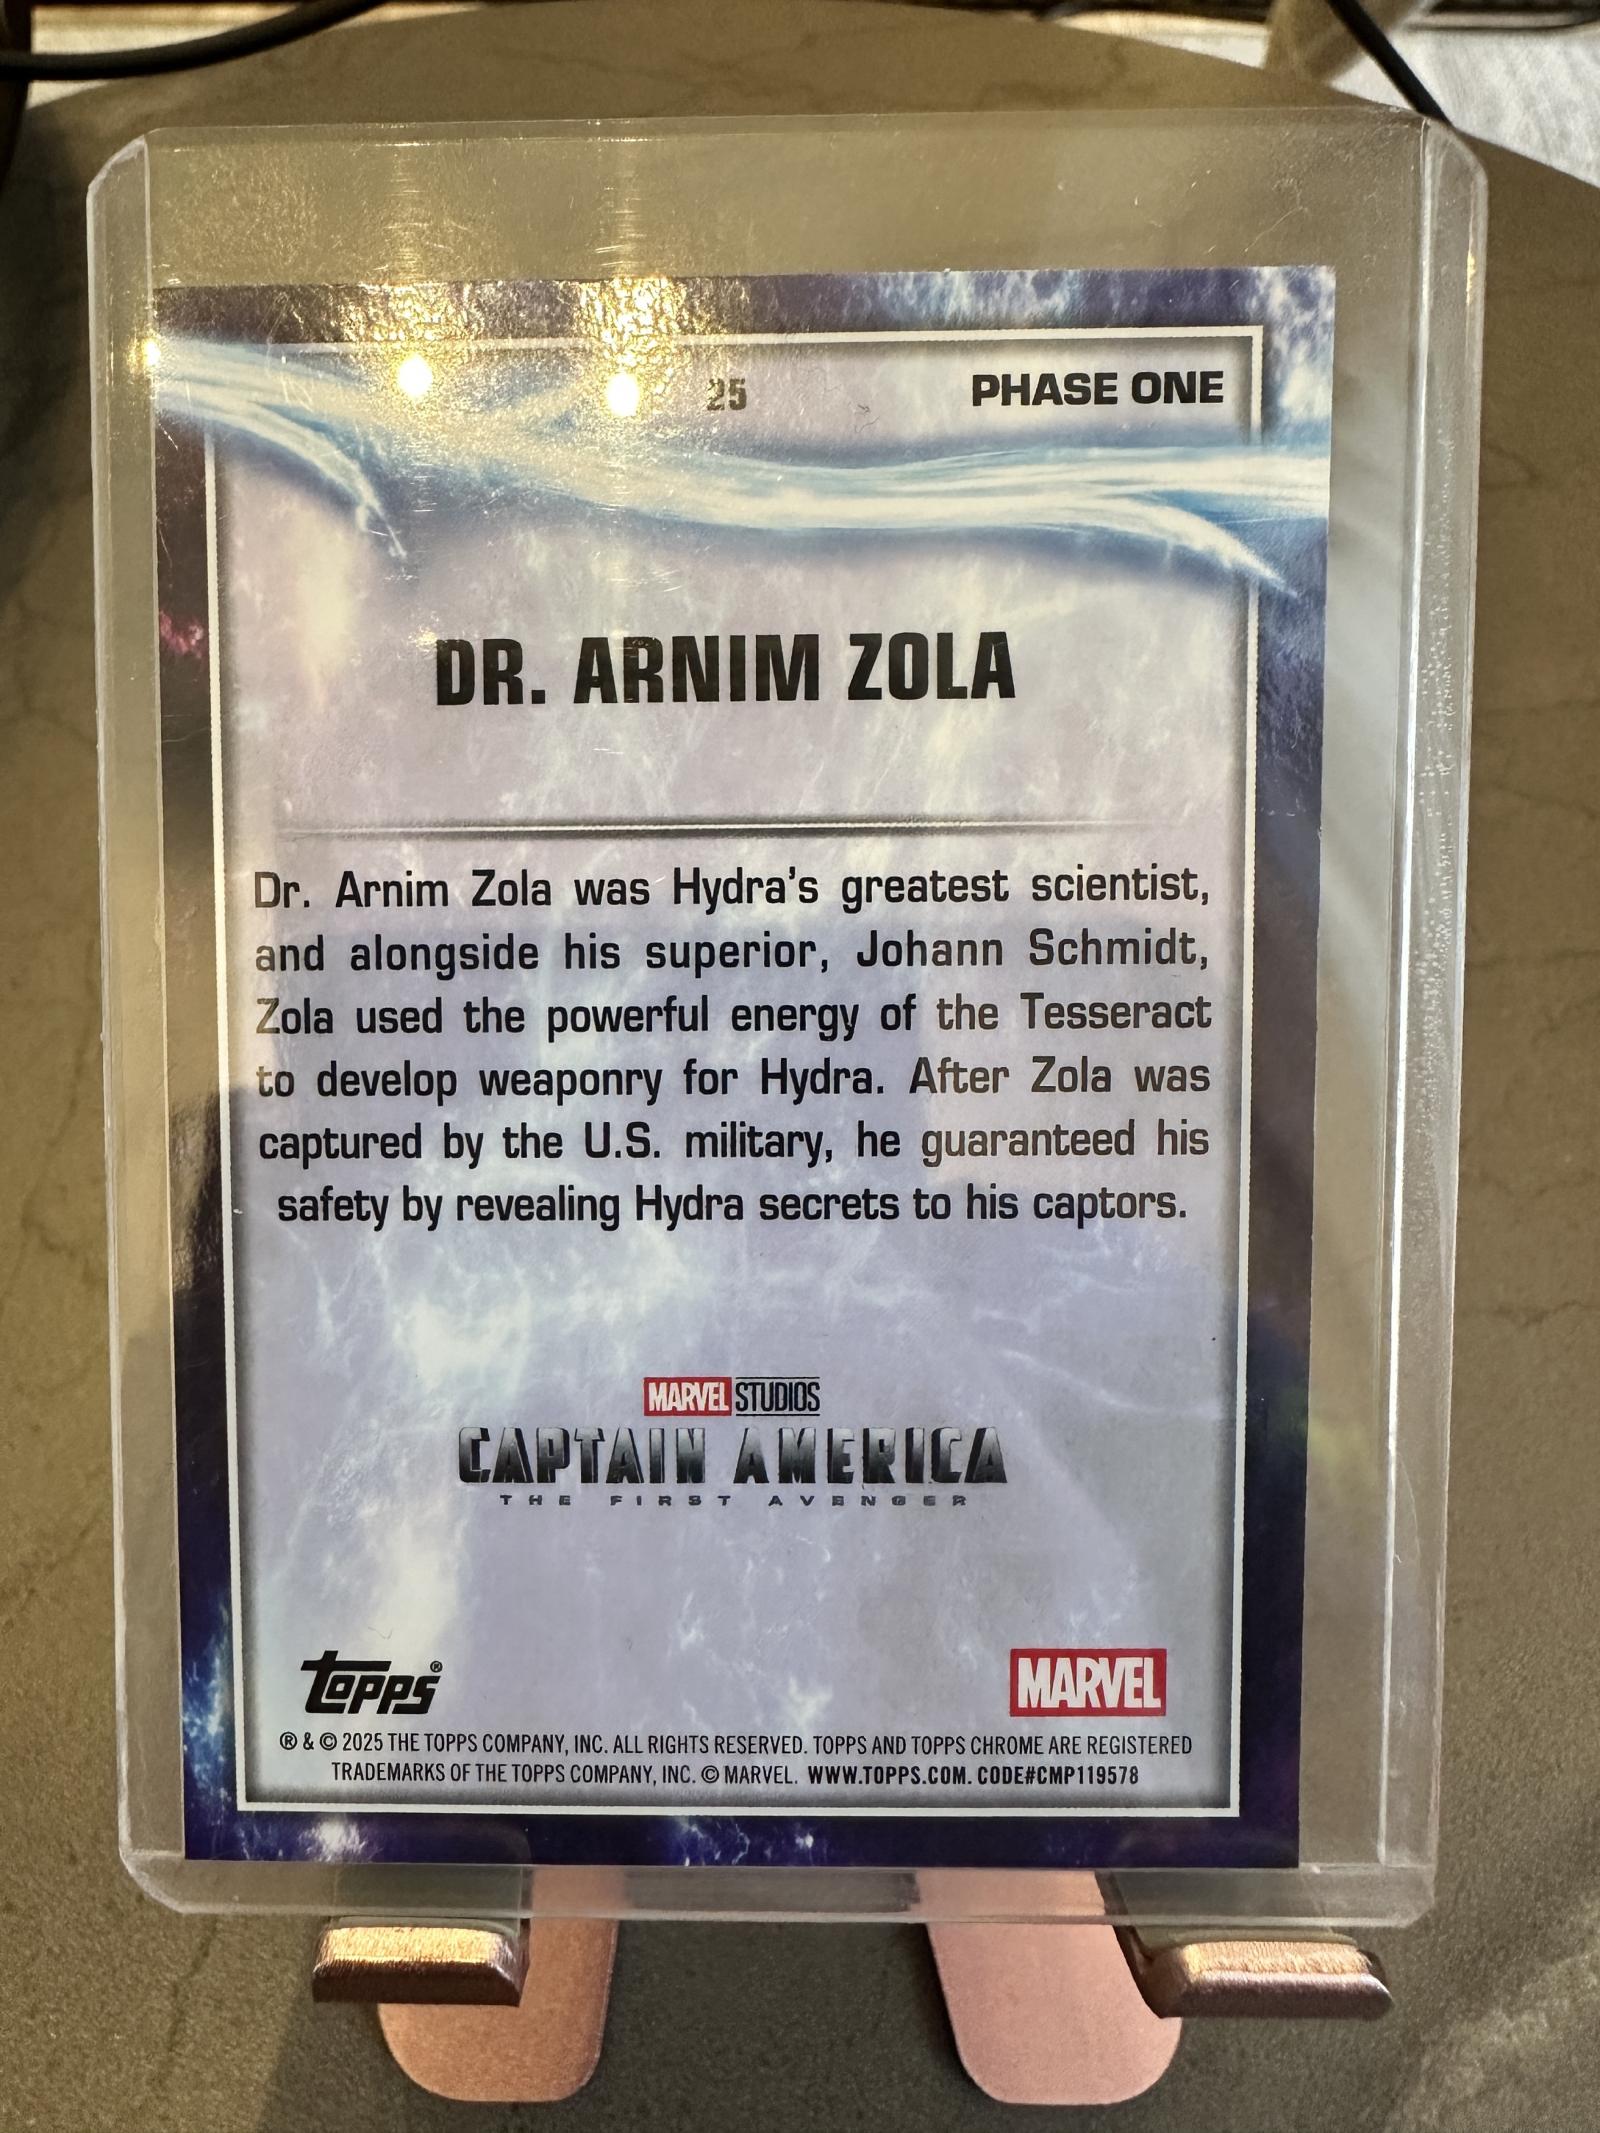 25
PHASE ONE
DR. ARNIM ZOLA
Dr. Arnim Zola was Hydra's greatest scientist,
and alongside his superior, Johann Schmidt,
Zola used the powerful energy of the Tesseract
to develop weaponry for Hydra. After Zola was
captured by the U.S. military, he guaranteed his
safety by revealing Hydra secrets to his captors.
MARVEL STUDIOS
CAPTAIN AMERICA
THE FIRST AVENGER
topps®
MARVEL
® & © 2025 THE TOPPS COMPANY, INC. ALL RIGHTS RESERVED. TOPPS AND TOPPS CHROME ARE REGISTERED
TRADEMARKS OF THE TOPPS COMPANY, INC. © MARVEL. WWW.TOPPS.COM. CODE#CMP119578